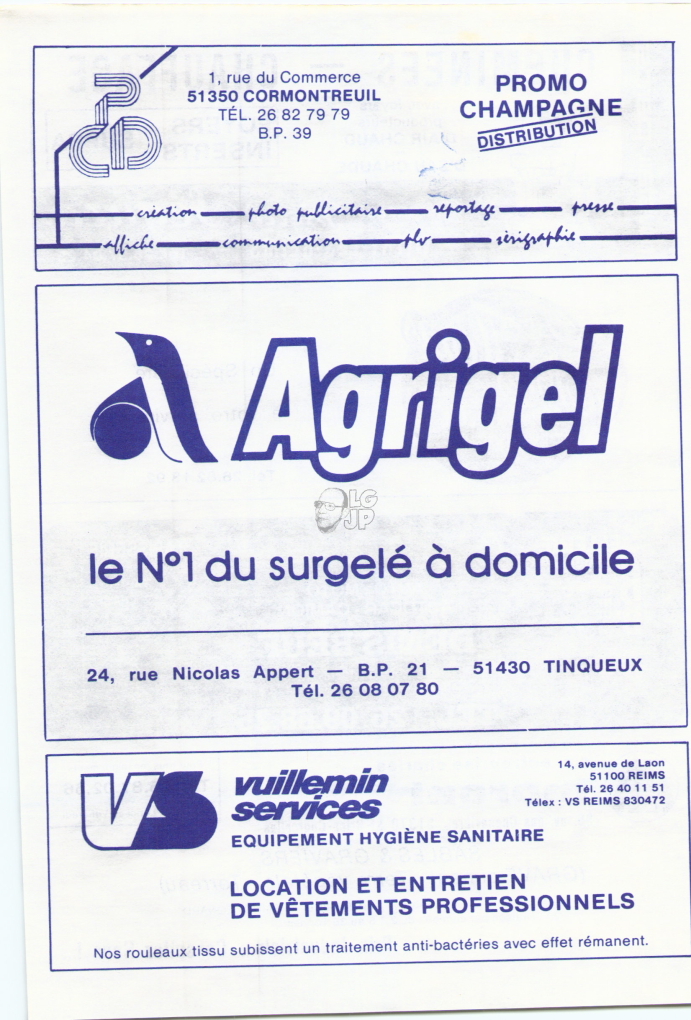 PCD
1, rue du Commerce
51350 CORMONTREUIL
TÉL. 26 82 79 79
B.P. 39
PROMO
CHAMPAGNE
DISTRIBUTION
création photo publicitaire reportage presse
affiche communication plv sérigraphie
Agrigel
LG
JP
le N°1 du surgelé à domicile
24, rue Nicolas Appert — B.P. 21 — 51430 TINQUEUX
Tél. 26 08 07 80
VS
vuillemin
services
14, avenue de Laon
51100 REIMS
Tél. 26 40 11 51
Télex : VS REIMS 830472
EQUIPEMENT HYGIÈNE SANITAIRE
LOCATION ET ENTRETIEN
DE VÊTEMENTS PROFESSIONNELS
Nos rouleaux tissu subissent un traitement anti-bactéries avec effet rémanent.